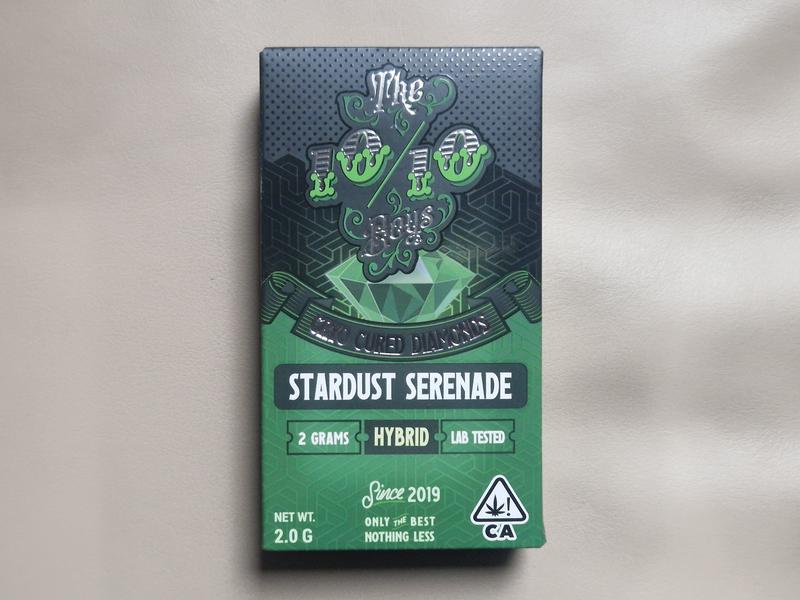 The
10/10
Boys
Co
CRYO CURED DIAMONDS
STARDUST SERENADE
2 GRAMS HYBRID LAB TESTED
Since 2019
NET WT.
2.0 G
ONLY THE BEST
NOTHING LESS
!
CA